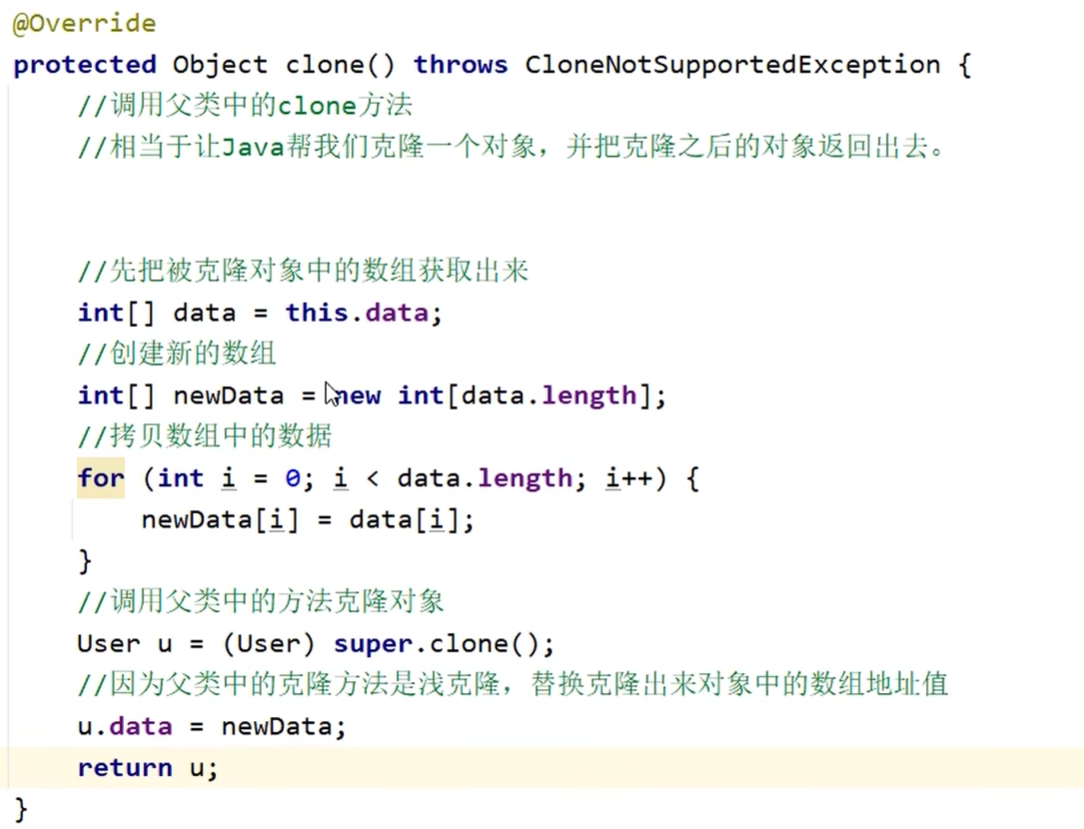 @Override
protected Object clone() throws CloneNotSupportedException {
//调用父类中的clone方法
//相当于让Java帮我们克隆一个对象，并把克隆之后的对象返回出去。
//先把被克隆对象中的数组获取出来
int[] data = this.data;
//创建新的数组
int[] newData = new int[data.length];
//拷贝数组中的数据
for (int i = 0; i < data.length; i++) {
newData[i] = data[i];
}
//调用父类中的方法克隆对象
User u = (User) super.clone();
//因为父类中的克隆方法是浅克隆，替换克隆出来对象中的数组地址值
u.data = newData;
return u;
}